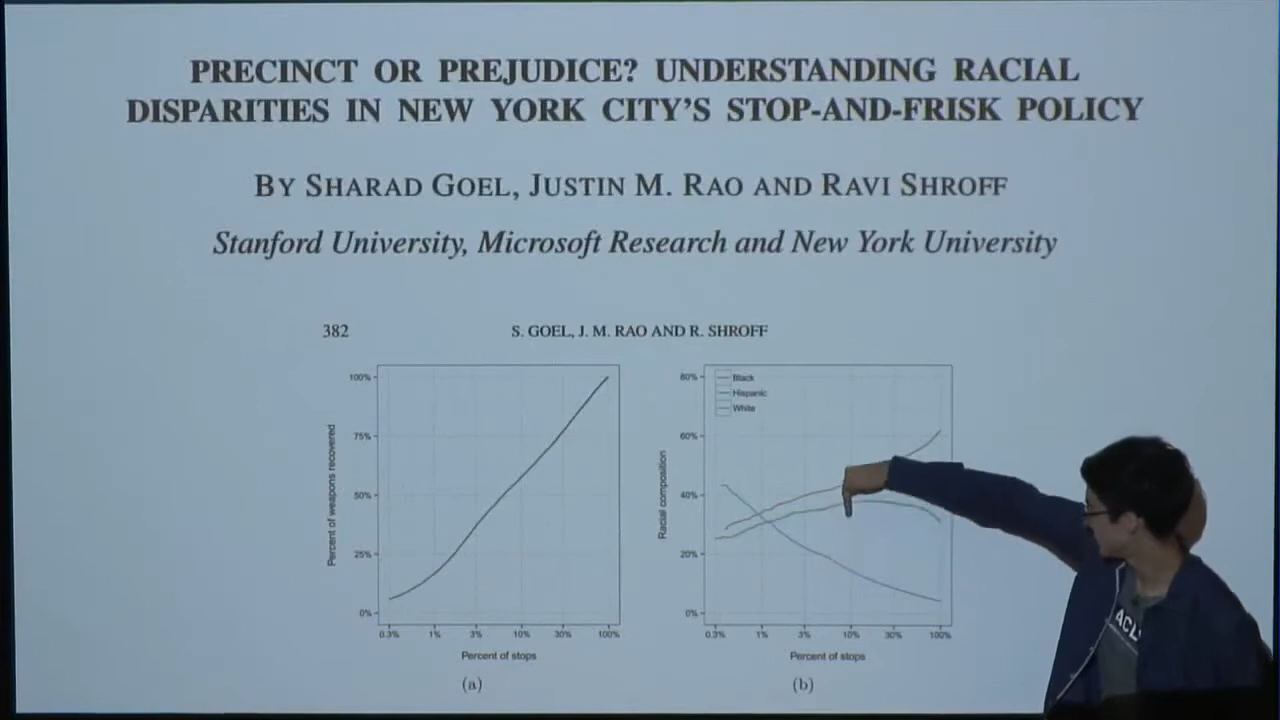 PRECINCT OR PREJUDICE? UNDERSTANDING RACIAL
DISPARITIES IN NEW YORK CITY'S STOP-AND-FRISK POLICY
BY SHARAD GOEL, JUSTIN M. RAO AND RAVI SHROFF
Stanford University, Microsoft Research and New York University
382
S. GOEL, J. M. RAO AND R. SHROFF
Percent of weapons recovered
100%
75%
50%
25%
0%
0.3% 1% 3% 10% 30% 100%
Percent of stops
(a)
Racial composition
80%
60%
40%
20%
0%
Black
Hispanic
White
0.3% 1% 3% 10% 30% 100%
Percent of stops
(b)
ACL